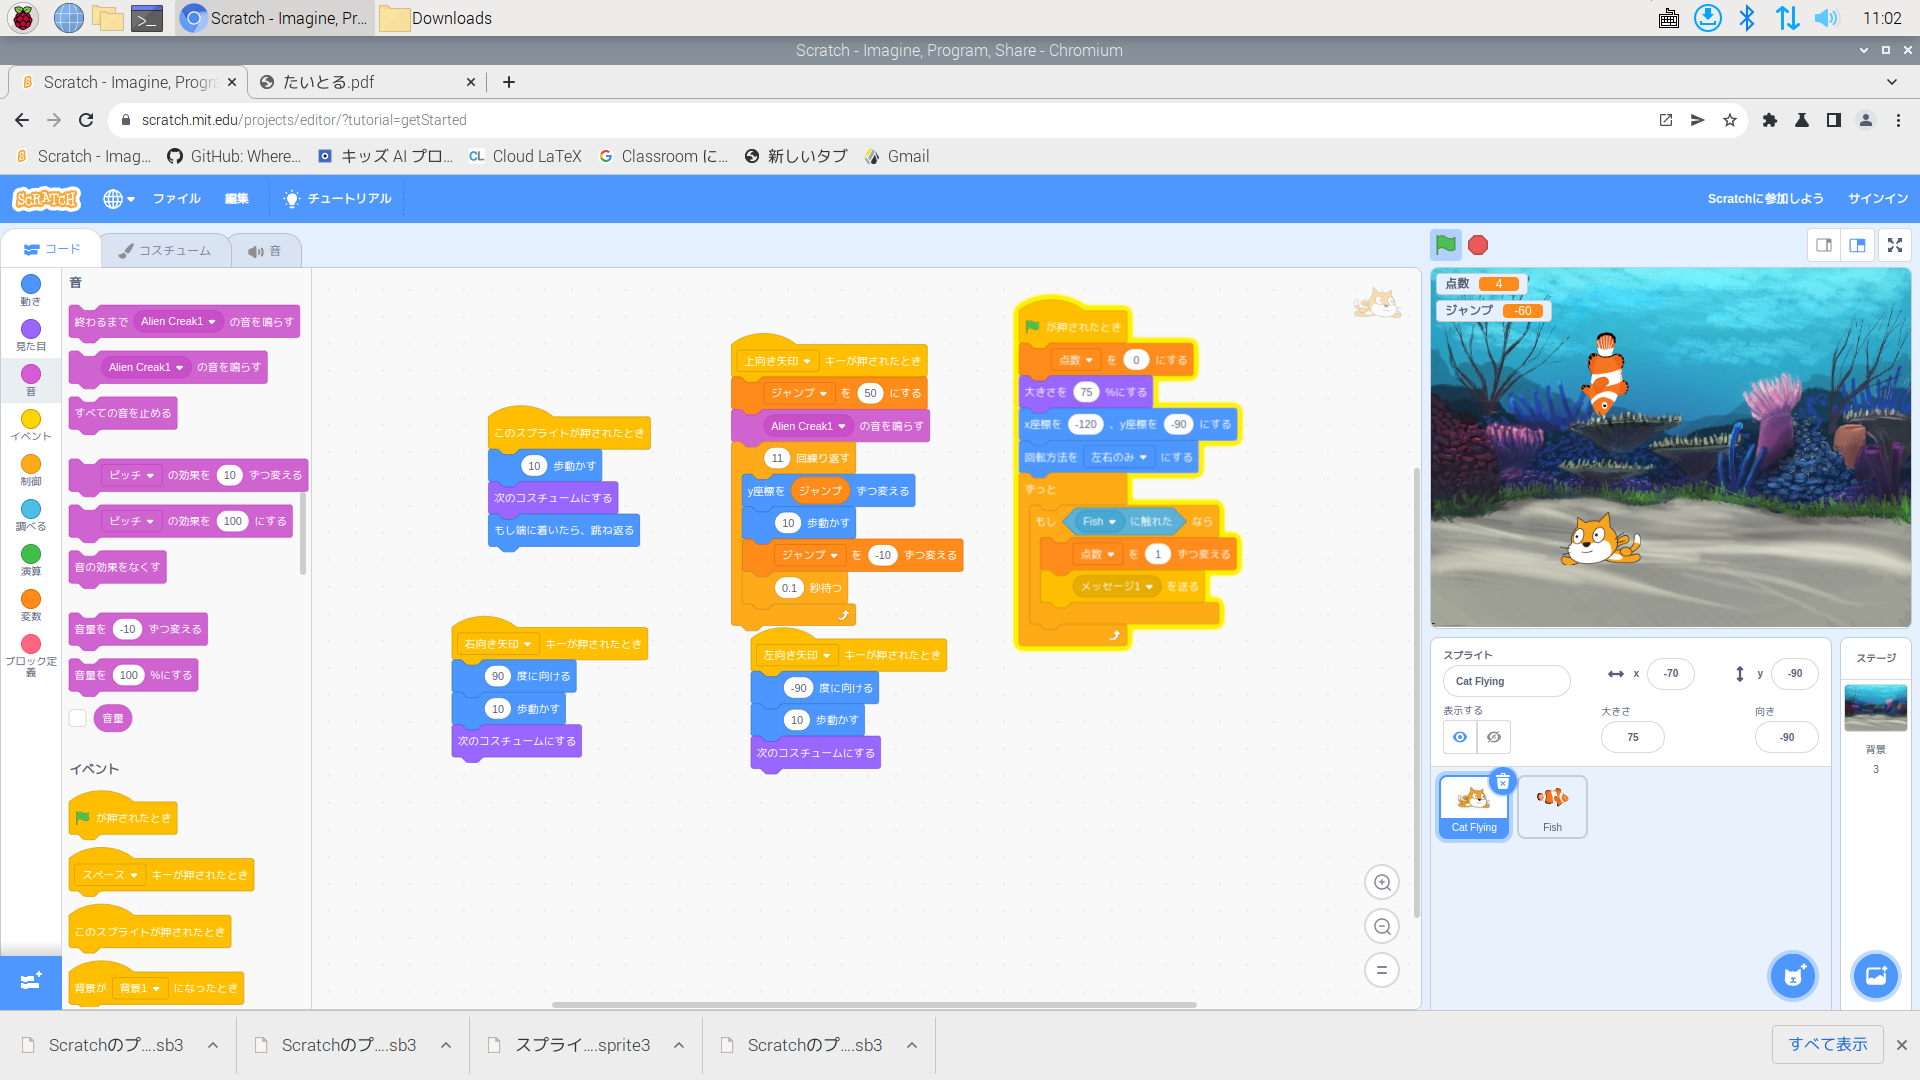 Scratch - Imagine, Pr...
Downloads
11:02
Scratch - Imagine, Program, Share - Chromium
Scratch - Imagine, Progra
たいとる.pdf
scratch.mit.edu/projects/editor/?tutorial=getStarted
Scratch - Imag...
GitHub: Where...
キッズ AI プロ...
CL Cloud LaTeX
Classroom に...
新しいタブ
Gmail
SCRATCH
ファイル
編集
チュートリアル
Scratchに参加しよう
サインイン
コード
コスチューム
音
動き
見た目
音
イベント
制御
調べる
演算
変数
ブロック定義
音
終わるまで Alien Creak1 の音を鳴らす
Alien Creak1 の音を鳴らす
すべての音を止める
ピッチ の効果を 10 ずつ変える
ピッチ の効果を 100 にする
音の効果をなくす
音量を -10 ずつ変える
音量を 100 %にする
音量
イベント
が押されたとき
スペース キーが押されたとき
このスプライトが押されたとき
背景が 背景1 になったとき
このスプライトが押されたとき
10 歩動かす
次のコスチュームにする
もし端に着いたら、跳ね返る
右向き矢印 キーが押されたとき
90 度に向ける
10 歩動かす
次のコスチュームにする
上向き矢印 キーが押されたとき
ジャンプ を 50 にする
Alien Creak1 の音を鳴らす
11 回繰り返す
y座標を ジャンプ ずつ変える
10 歩動かす
ジャンプ を -10 ずつ変える
0.1 秒待つ
左向き矢印 キーが押されたとき
-90 度に向ける
10 歩動かす
次のコスチュームにする
が押されたとき
点数 を 0 にする
大きさを 75 %にする
x座標を -120 、y座標を -90 にする
回転方法を 左右のみ にする
ずっと
もし Fish に触れた なら
点数 を 1 ずつ変える
メッセージ1 を送る
点数 4
ジャンプ -60
スプライト
Cat Flying
x -70
y -90
表示する
大きさ
75
向き
-90
Cat Flying
Fish
ステージ
背景
3
Scratchのプ....sb3
Scratchのプ....sb3
スプライ....sprite3
Scratchのプ....sb3
すべて表示